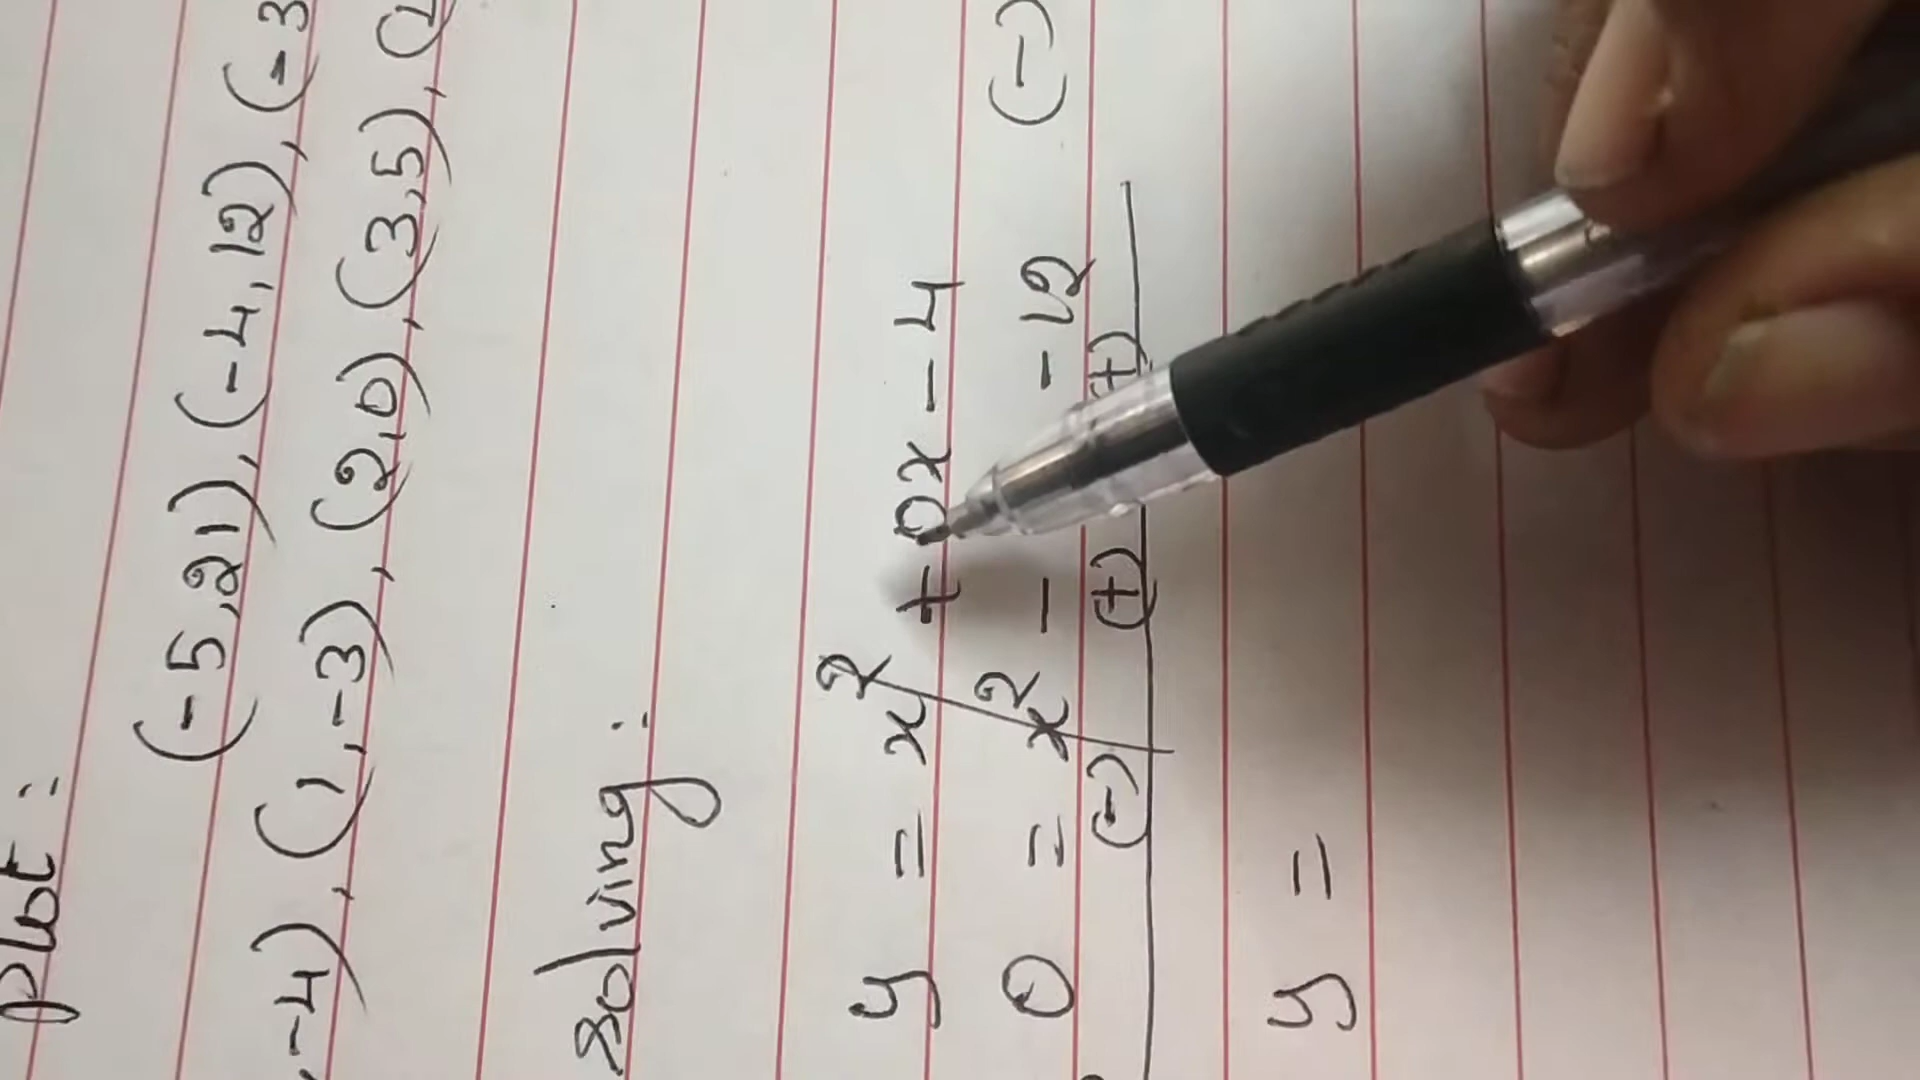 plot :
(-5,21), (-4,12), (-3
,-4), (1,-3), (2,0), (3,5), (
solving :
y = x² + 0x - 4
0 = x² - - 12 (-)
(-) (+) (+)
y =